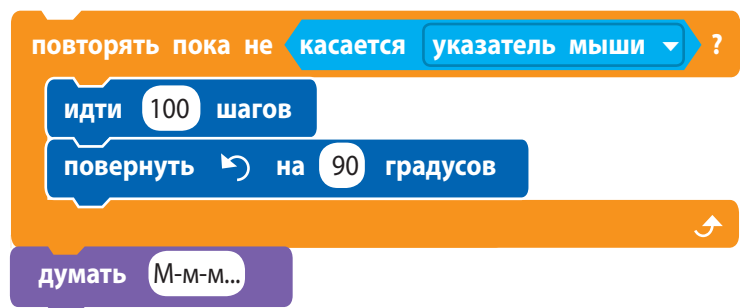 повторять пока не касается указатель мыши ?
идти 100 шагов
повернуть на 90 градусов
думать М-м-м...